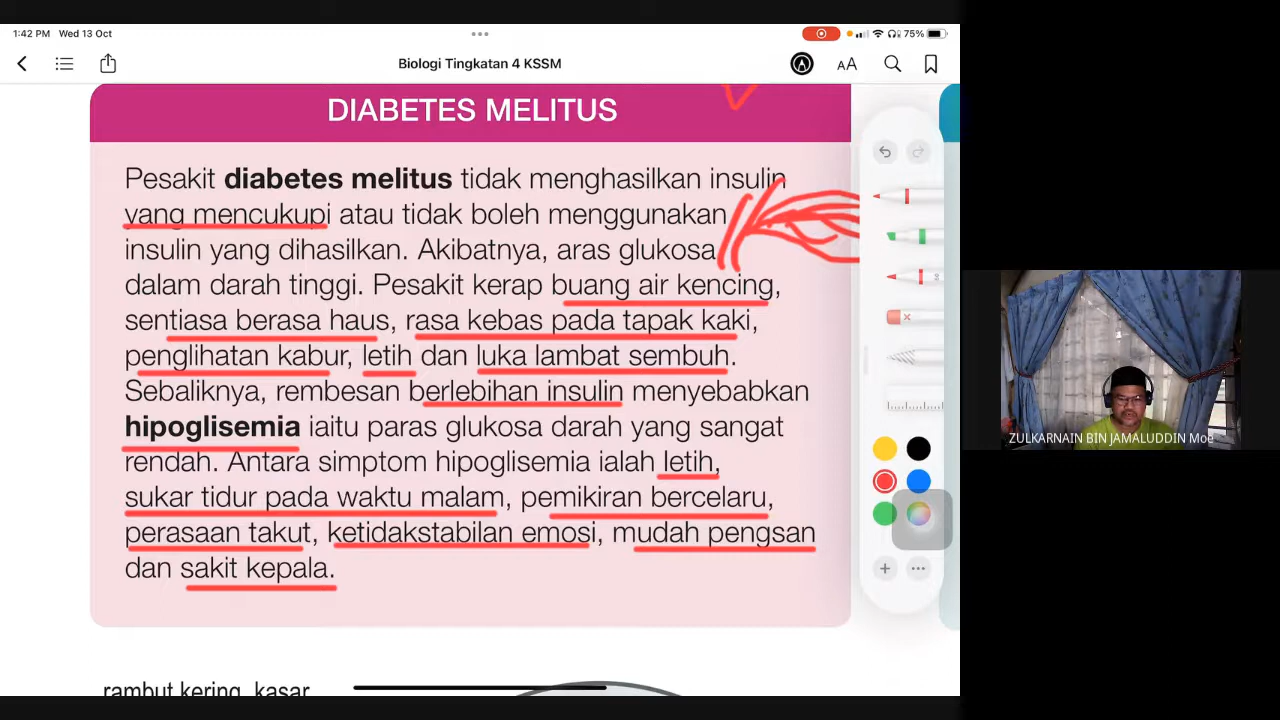 1:42 PM Wed 13 Oct
75%
Biologi Tingkatan 4 KSSM
AA
DIABETES MELITUS
Pesakit diabetes melitus tidak menghasilkan insulin
yang mencukupi atau tidak boleh menggunakan
insulin yang dihasilkan. Akibatnya, aras glukosa
dalam darah tinggi. Pesakit kerap buang air kencing,
sentiasa berasa haus, rasa kebas pada tapak kaki,
penglihatan kabur, letih dan luka lambat sembuh.
Sebaliknya, rembesan berlebihan insulin menyebabkan
hipoglisemia iaitu paras glukosa darah yang sangat
rendah. Antara simptom hipoglisemia ialah letih,
sukar tidur pada waktu malam, pemikiran bercelaru,
perasaan takut, ketidakstabilan emosi, mudah pengsan
dan sakit kepala.
rambut kering, kasar
ZULKARNAIN BIN JAMALUDDIN Moe